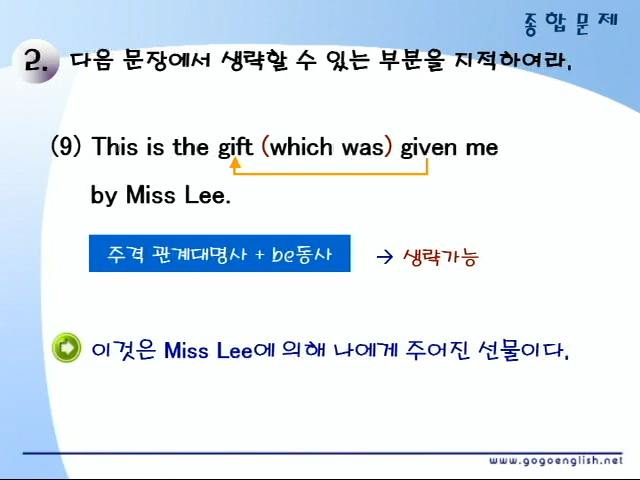 종합문제
2. 다음 문장에서 생략할 수 있는 부분을 지적하여라.
(9) This is the gift (which was) given me
by Miss Lee.
주격 관계대명사 + be동사 → 생략가능
이것은 Miss Lee에 의해 나에게 주어진 선물이다.
www.gogoenglish.net